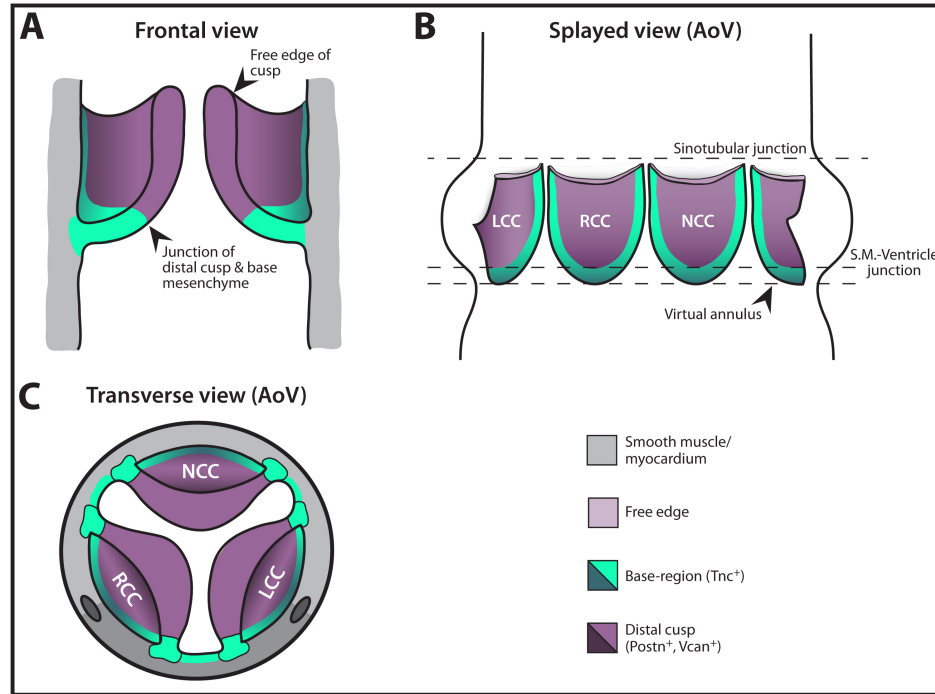 A
Frontal view
Free edge of
cusp
Junction of
distal cusp & base
mesenchyme
B
Splayed view (AoV)
Sinotubular junction
LCC
RCC
NCC
S.M.-Ventricle
junction
Virtual annulus
C
Transverse view (AoV)
NCC
RCC
LCC
Smooth muscle/
myocardium
Free edge
Base-region (Tnc⁺)
Distal cusp
(Postn⁺, Vcan⁺)